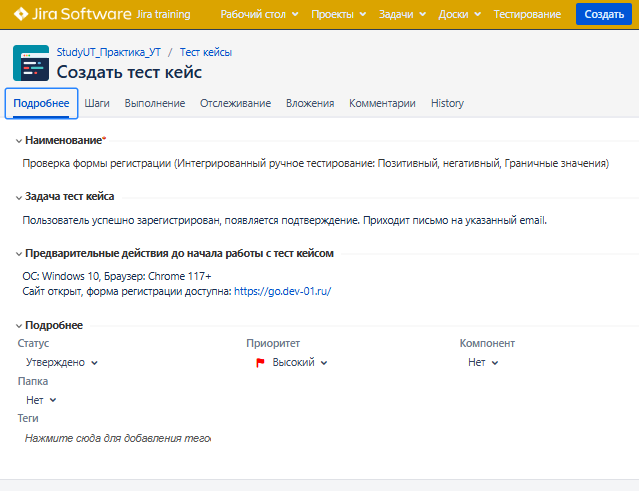 Jira Software Jira training Рабочий стол Проекты Задачи Доски Тестирование Создать
StudyUT_Практика_УТ / Тест кейсы
Создать тест кейс
Подробнее Шаги Выполнение Отслеживание Вложения Комментарии History
Наименование*
Проверка формы регистрации (Интегрированный ручное тестирование: Позитивный, негативный, Граничные значения)
Задача тест кейса
Пользователь успешно зарегистрирован, появляется подтверждение. Приходит письмо на указанный email.
Предварительные действия до начала работы с тест кейсом
ОС: Windows 10, Браузер: Chrome 117+
Сайт открыт, форма регистрации доступна: https://go.dev-01.ru/
Подробнее
Статус Приоритет Компонент
Утверждено Высокий Нет
Папка
Нет
Теги
Нажмите сюда для добавления тегов